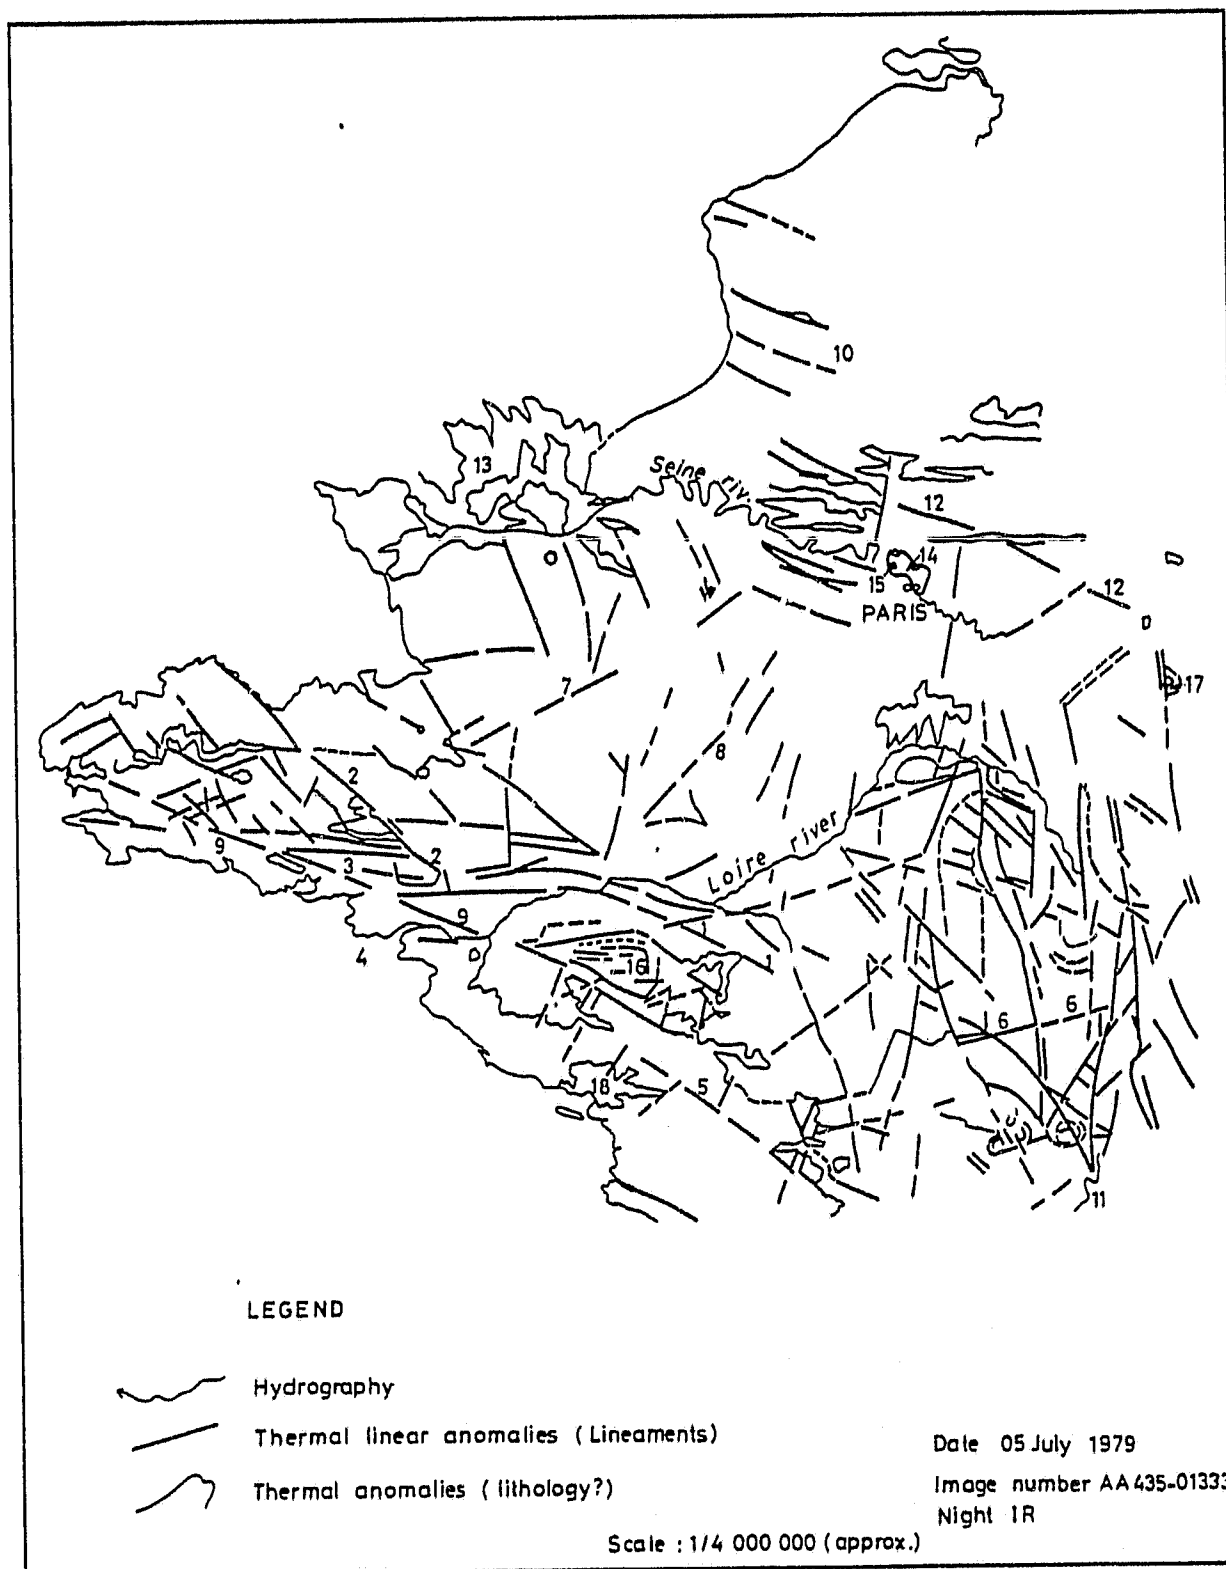 10
13
Seine riv.
12
14
15
PARIS
12
17
7
8
2
Loire river
9
3
2
9
4
1
16
6
6
18
5
11
LEGEND
Hydrography
Thermal linear anomalies (Lineaments)
Thermal anomalies (lithology?)
Date 05 July 1979
Image number AA 435-01333
Night IR
Scale : 1/4 000 000 (approx.)